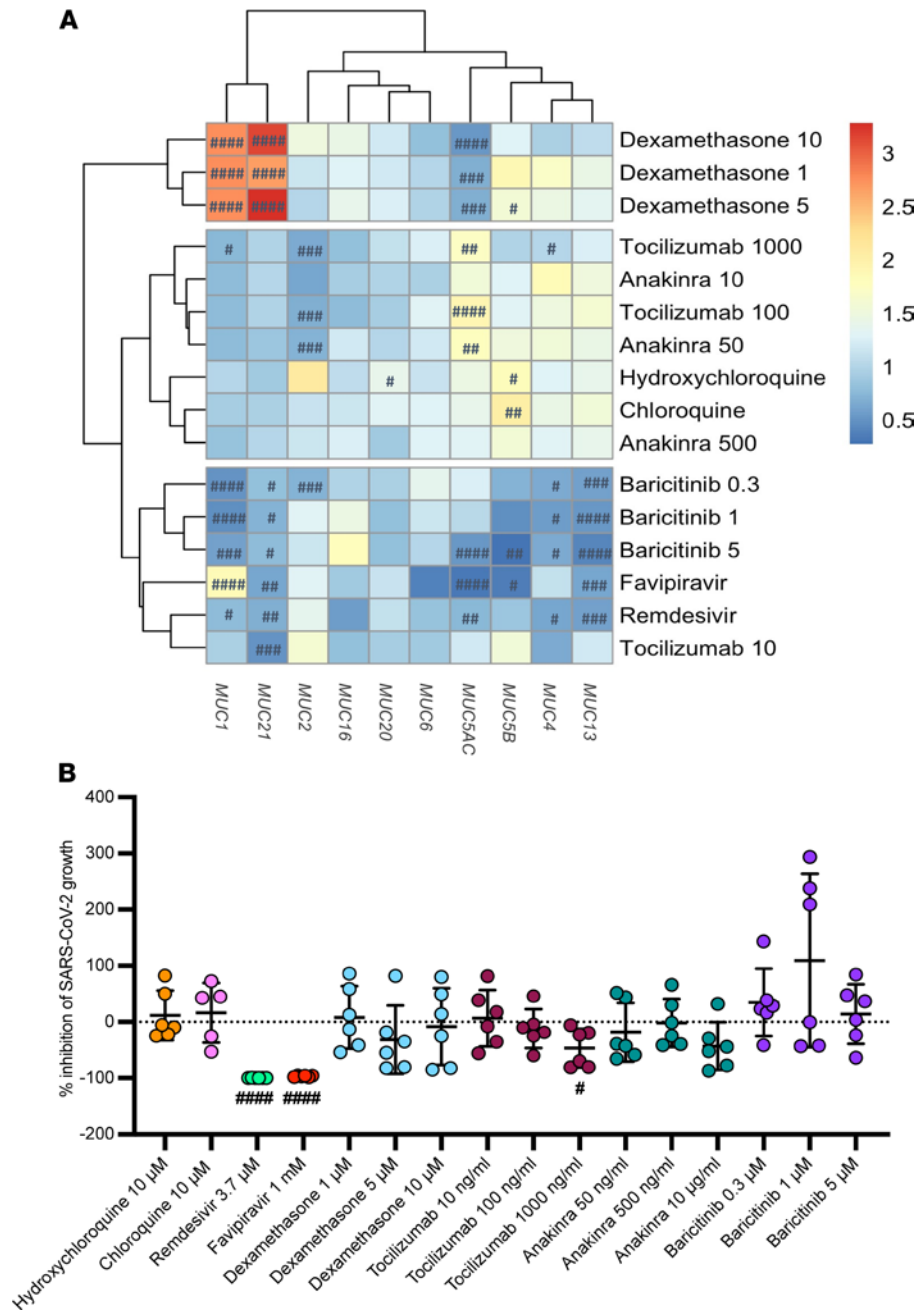 A
#### #### #### Dexamethasone 10
#### #### ### Dexamethasone 1
#### #### ### # Dexamethasone 5
# ### ## # Tocilizumab 1000
Anakinra 10
### #### Tocilizumab 100
### ## Anakinra 50
# # Hydroxychloroquine
## Chloroquine
Anakinra 500
#### # ### # ### Baricitinib 0.3
#### # # #### Baricitinib 1
### # #### ## # #### Baricitinib 5
#### ## #### # ### Favipiravir
# ## ## # ### Remdesivir
### Tocilizumab 10
3
2.5
2
1.5
1
0.5
MUC1 MUC21 MUC2 MUC16 MUC20 MUC6 MUC5AC MUC5B MUC4 MUC13
B
% inhibition of SARS-CoV-2 growth
400
300
200
100
0
-100
-200
#### #### #
Hydroxychloroquine 10 µM
Chloroquine 10 µM
Remdesivir 3.7 µM
Favipiravir 1 mM
Dexamethasone 1 µM
Dexamethasone 5 µM
Dexamethasone 10 µM
Tocilizumab 10 ng/ml
Tocilizumab 100 ng/ml
Tocilizumab 1000 ng/ml
Anakinra 50 ng/ml
Anakinra 500 ng/ml
Anakinra 10 µg/ml
Baricitinib 0.3 µM
Baricitinib 1 µM
Baricitinib 5 µM